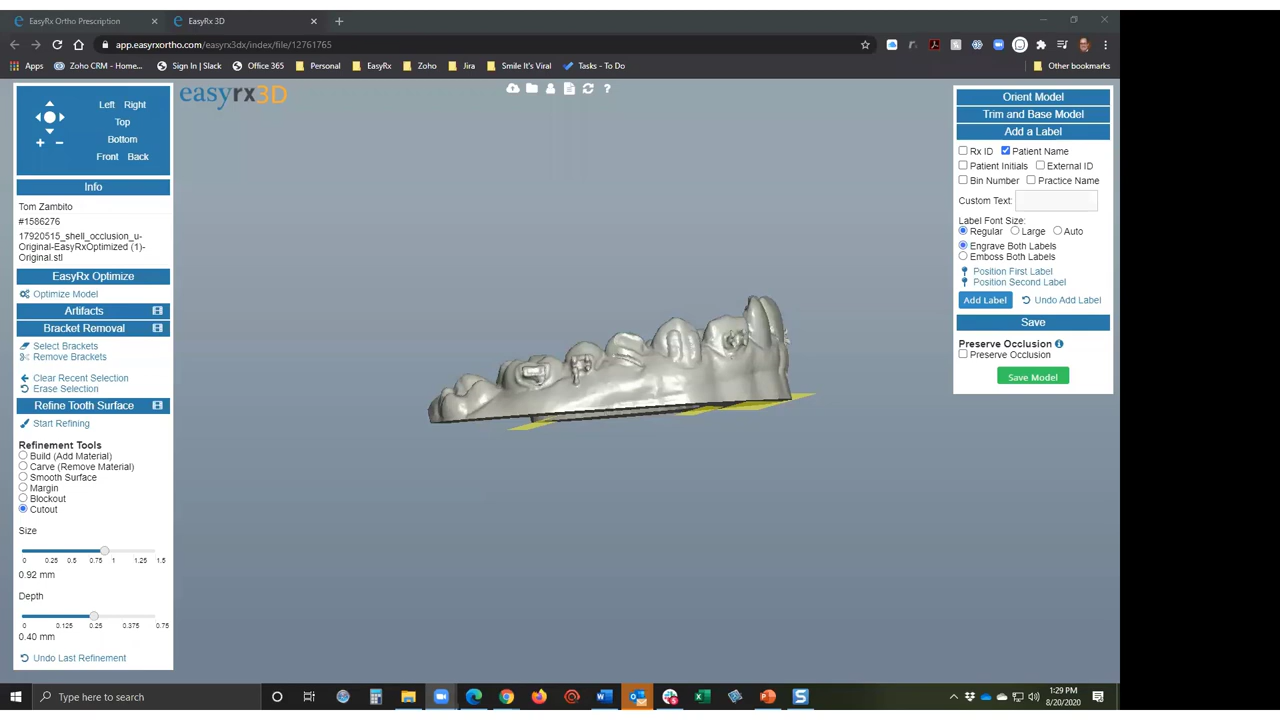 EasyRx Ortho Prescription
EasyRx 3D
app.easyrxortho.com/easyrx3dx/index/file/12761765
Apps
Zoho CRM - Home...
Sign In | Slack
Office 365
Personal
EasyRx
Zoho
Jira
Smile It's Viral
Tasks - To Do
Other bookmarks
easyrx3D
Left Right
Top
Bottom
Front Back
Info
Tom Zambito
#1586276
17920515_shell_occlusion_u-
Original-EasyRxOptimized (1)-
Original.stl
EasyRx Optimize
Optimize Model
Artifacts
Bracket Removal
Select Brackets
Remove Brackets
Clear Recent Selection
Erase Selection
Refine Tooth Surface
Start Refining
Refinement Tools
Build (Add Material)
Carve (Remove Material)
Smooth Surface
Margin
Blockout
Cutout
Size
0 0.25 0.5 0.75 1 1.25 1.5
0.92 mm
Depth
0 0.125 0.25 0.375 0.75
0.40 mm
Undo Last Refinement
Orient Model
Trim and Base Model
Add a Label
Rx ID Patient Name
Patient Initials External ID
Bin Number Practice Name
Custom Text:
Label Font Size:
Regular Large Auto
Engrave Both Labels
Emboss Both Labels
Position First Label
Position Second Label
Add Label Undo Add Label
Save
Preserve Occlusion
Preserve Occlusion
Save Model
Type here to search
1:29 PM
8/20/2020